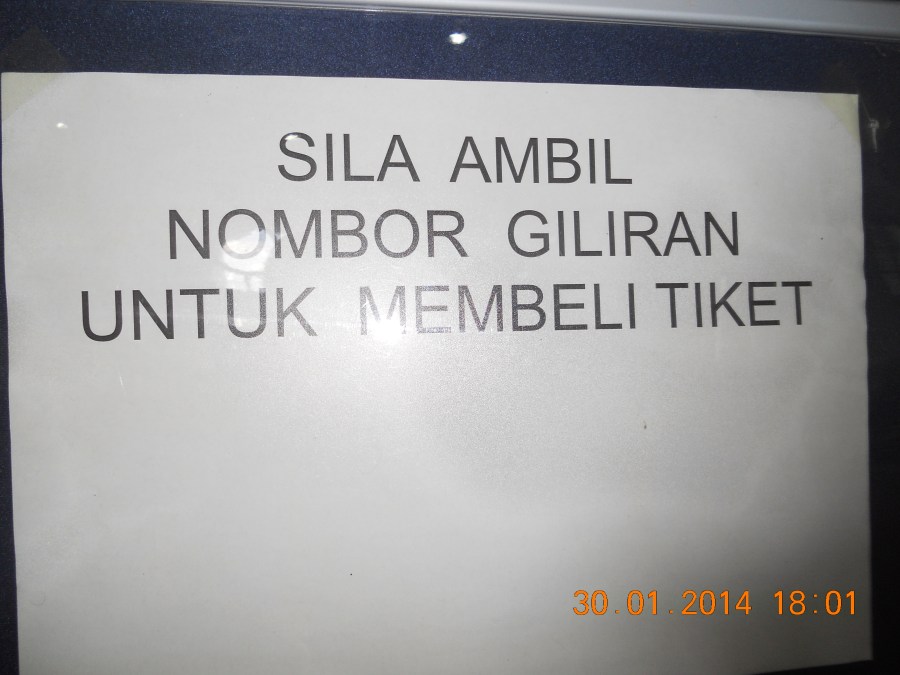 SILA AMBIL
NOMBOR GILIRAN
UNTUK MEMBELI TIKET
30.01.2014 18:01